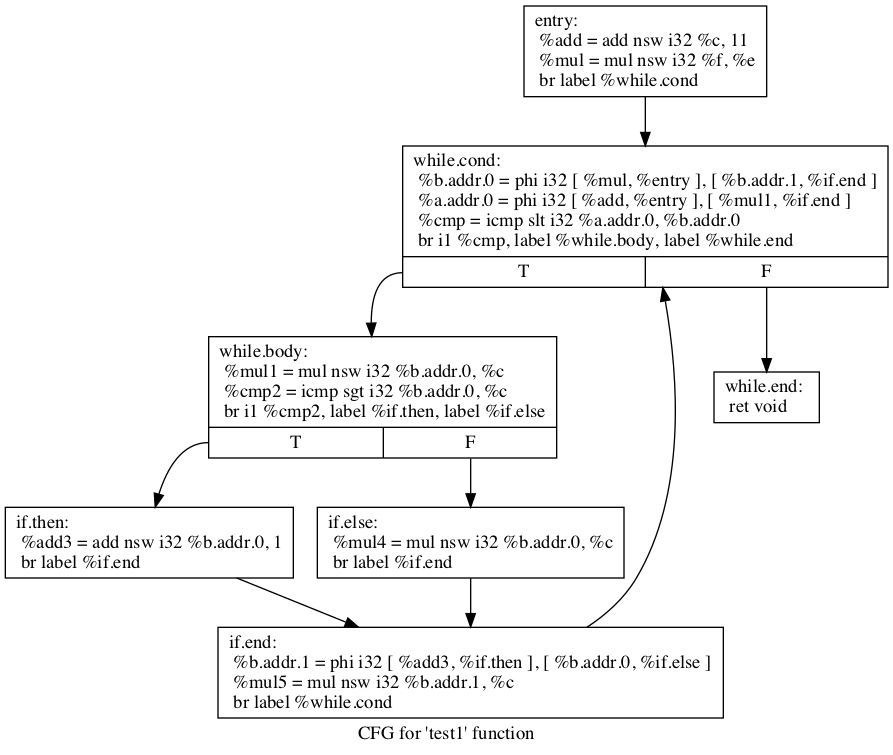 entry:
%add = add nsw i32 %c, 11
%mul = mul nsw i32 %f, %e
br label %while.cond
while.cond:
%b.addr.0 = phi i32 [ %mul, %entry ], [ %b.addr.1, %if.end ]
%a.addr.0 = phi i32 [ %add, %entry ], [ %mul1, %if.end ]
%cmp = icmp slt i32 %a.addr.0, %b.addr.0
br i1 %cmp, label %while.body, label %while.end
T F
while.body:
%mul1 = mul nsw i32 %b.addr.0, %c
%cmp2 = icmp sgt i32 %b.addr.0, %c
br i1 %cmp2, label %if.then, label %if.else
T F
while.end:
ret void
if.then:
%add3 = add nsw i32 %b.addr.0, 1
br label %if.end
if.else:
%mul4 = mul nsw i32 %b.addr.0, %c
br label %if.end
if.end:
%b.addr.1 = phi i32 [ %add3, %if.then ], [ %b.addr.0, %if.else ]
%mul5 = mul nsw i32 %b.addr.1, %c
br label %while.cond
CFG for 'test1' function